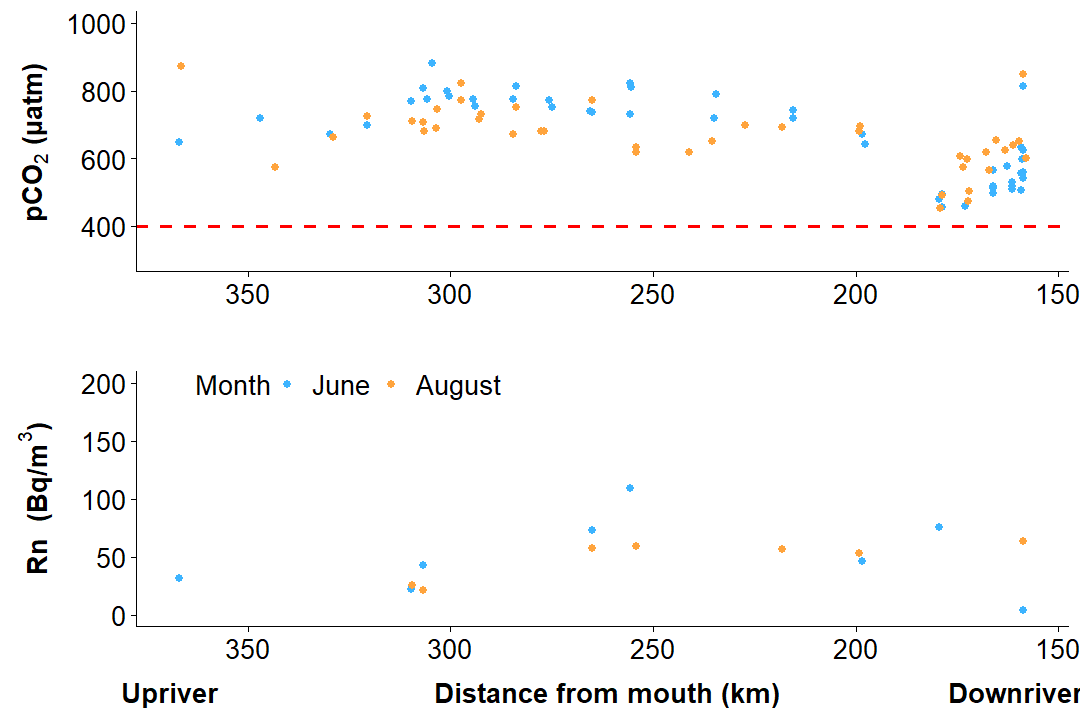 1000
800
600
400
pCO₂ (µatm)
350 300 250 200 150
Month June August
200
150
100
50
0
Rn (Bq/m³)
350 300 250 200 150
Upriver Distance from mouth (km) Downriver